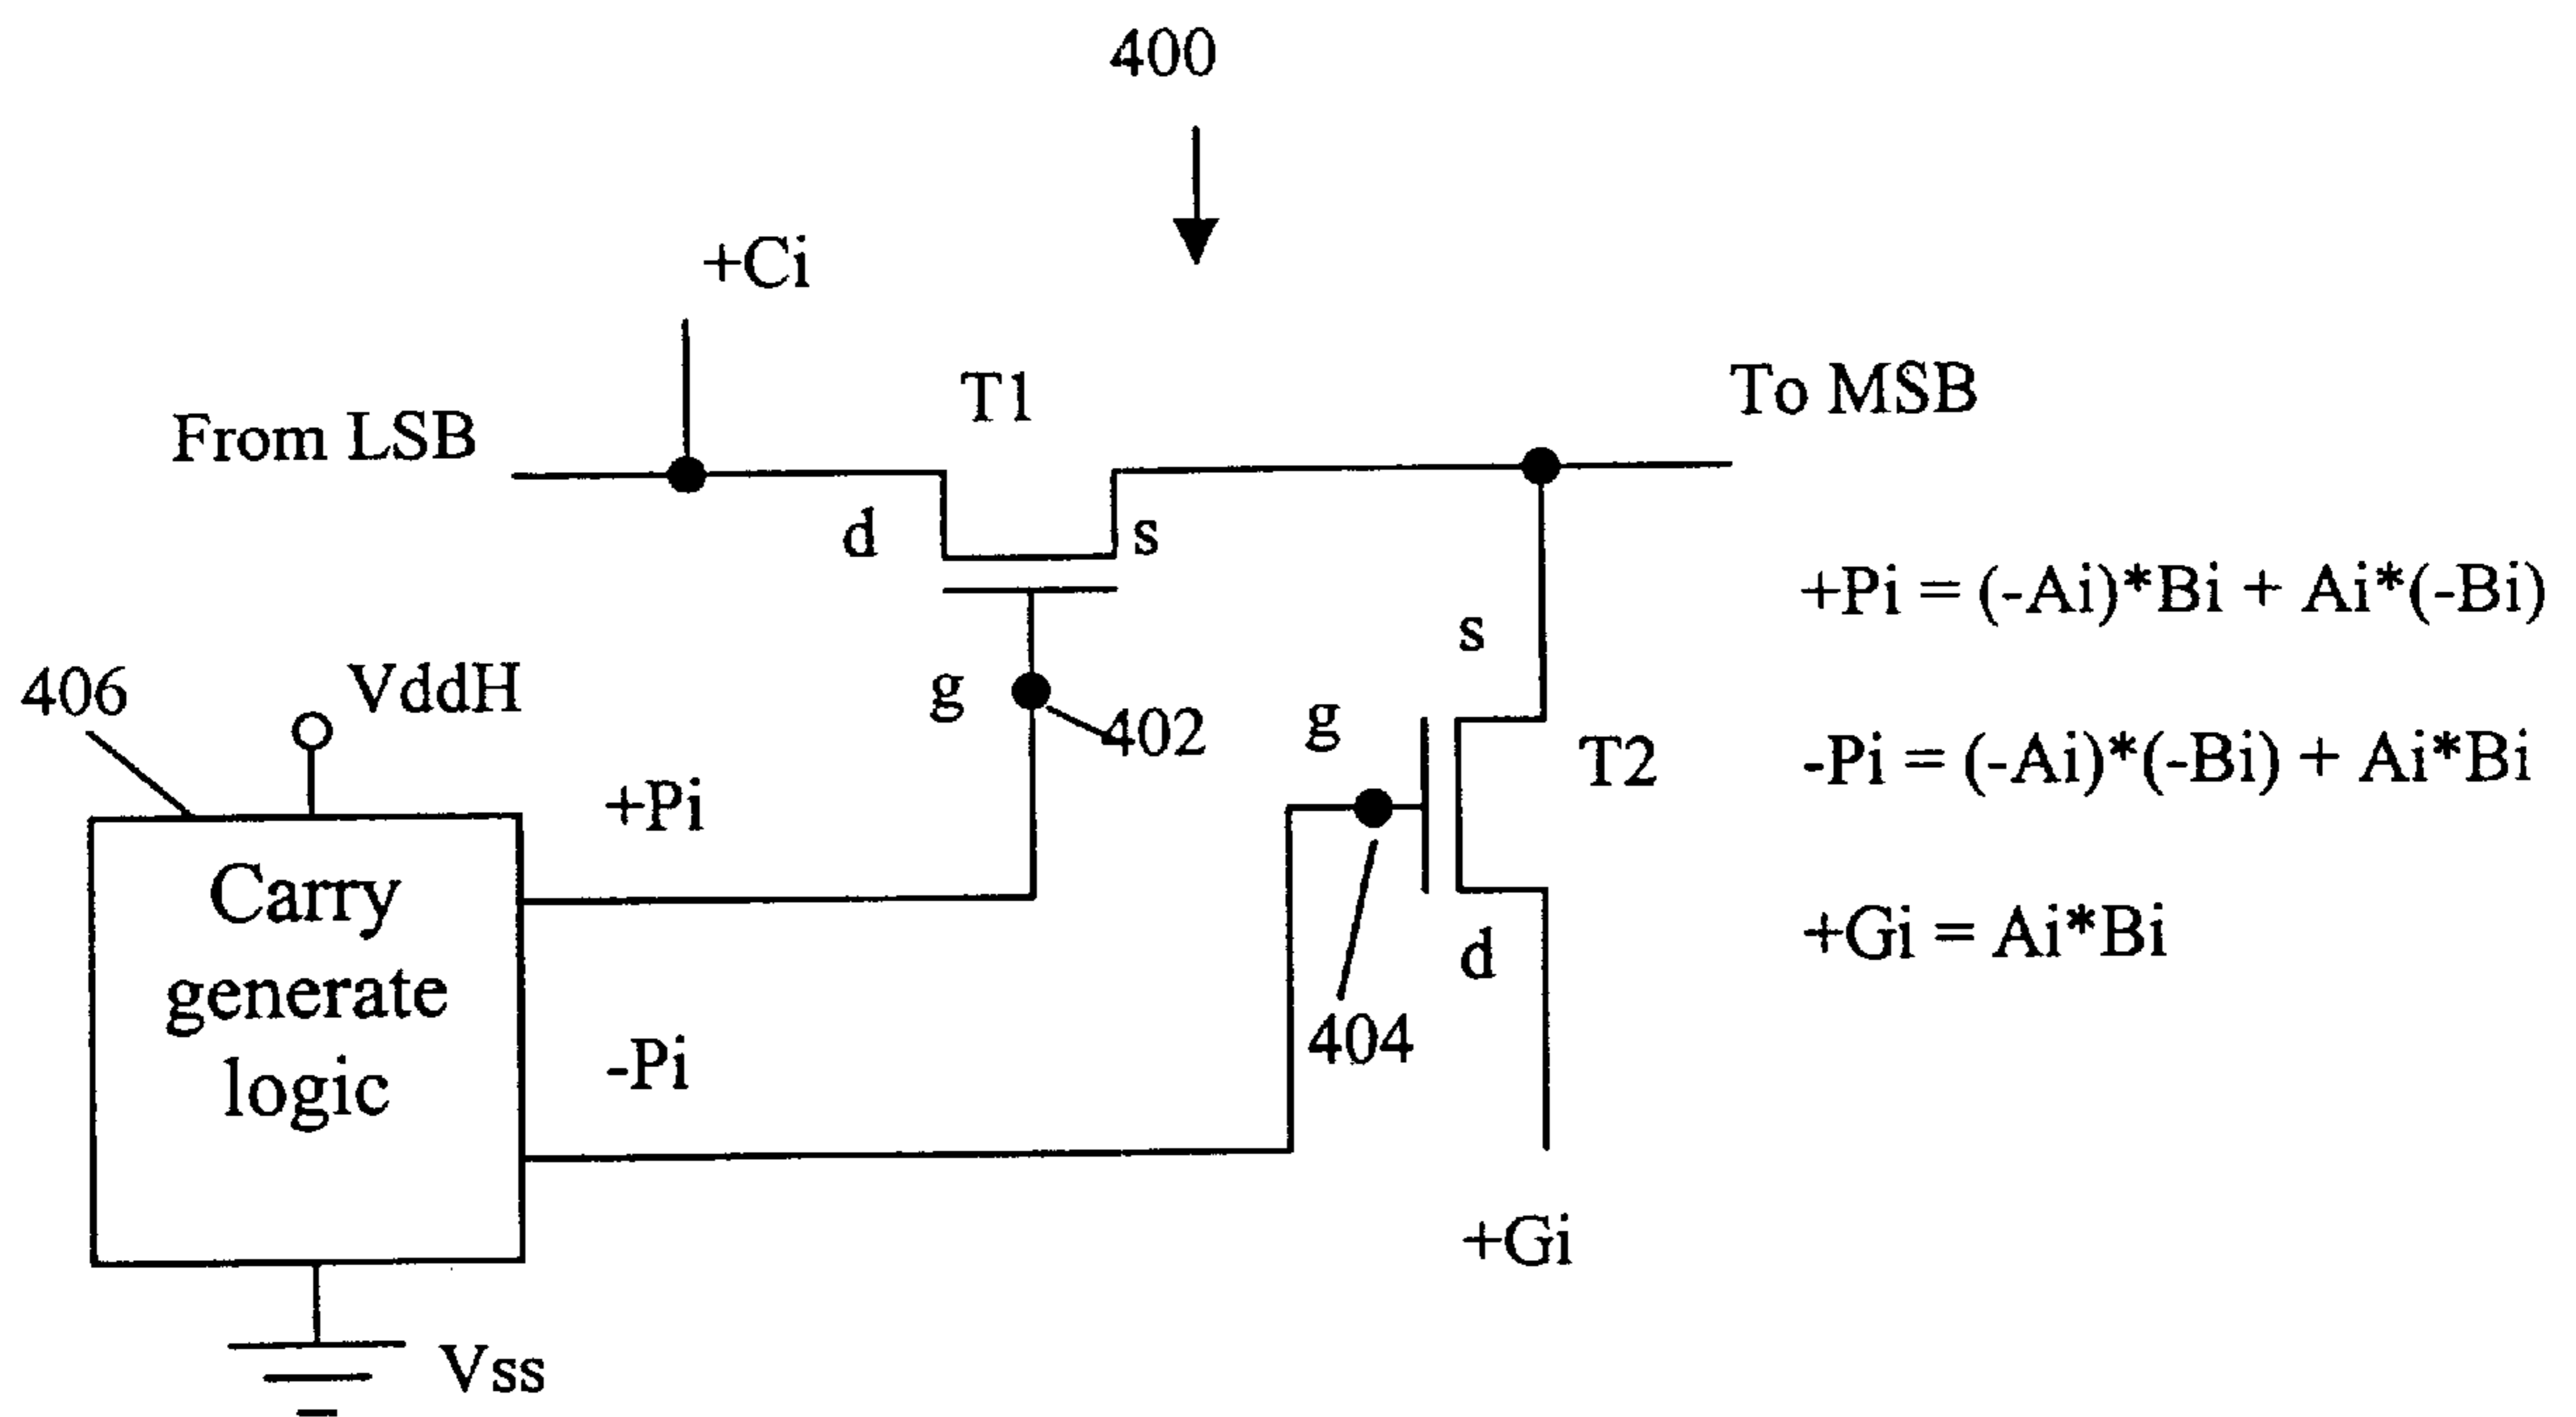 400
+Ci
T1
From LSB
To MSB
d
s
+Pi = (-Ai)*Bi + Ai*(-Bi)
s
406
VddH
g
402
g
T2
-Pi = (-Ai)*(-Bi) + Ai*Bi
+Pi
Carry
generate
logic
+Gi = Ai*Bi
d
404
-Pi
+Gi
Vss